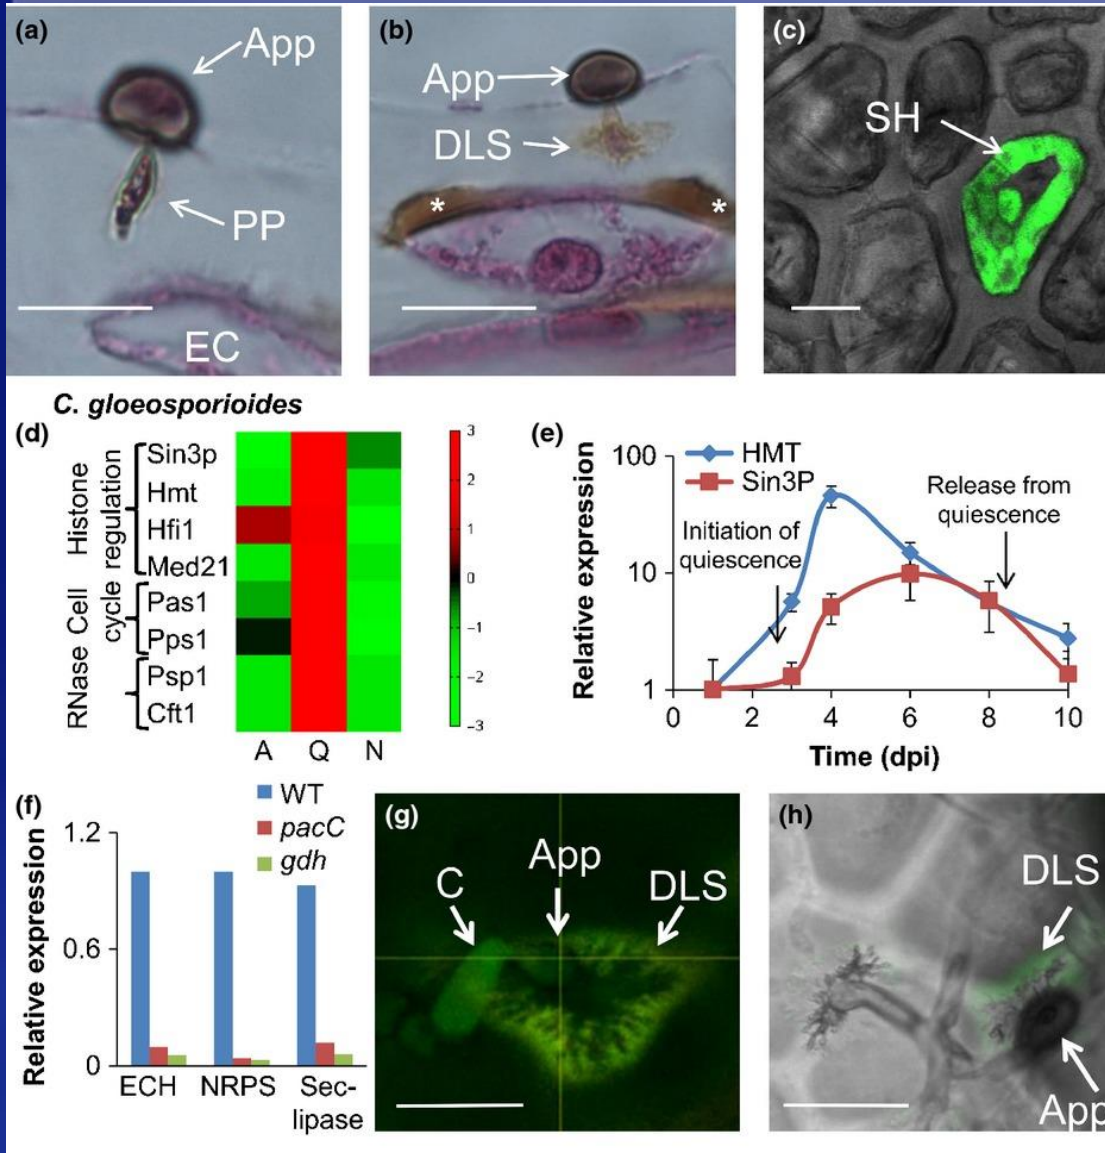 (a)
App
PP
EC
(b)
App
DLS
*
*
(c)
SH
C. gloeosporioides
(d)
Histone
regulation
Cell
cycle
RNase
Sin3p
Hmt
Hfi1
Med21
Pas1
Pps1
Psp1
Cft1
A Q N
3
2
1
0
-1
-2
-3
(e)
HMT
Sin3P
Relative expression
100
10
1
Initiation of
quiescence
Release from
quiescence
0 2 4 6 8 10
Time (dpi)
(f)
WT
pacC
gdh
Relative expression
1.2
0.6
0
ECH NRPS Sec-
lipase
(g)
C
App
DLS
(h)
DLS
App